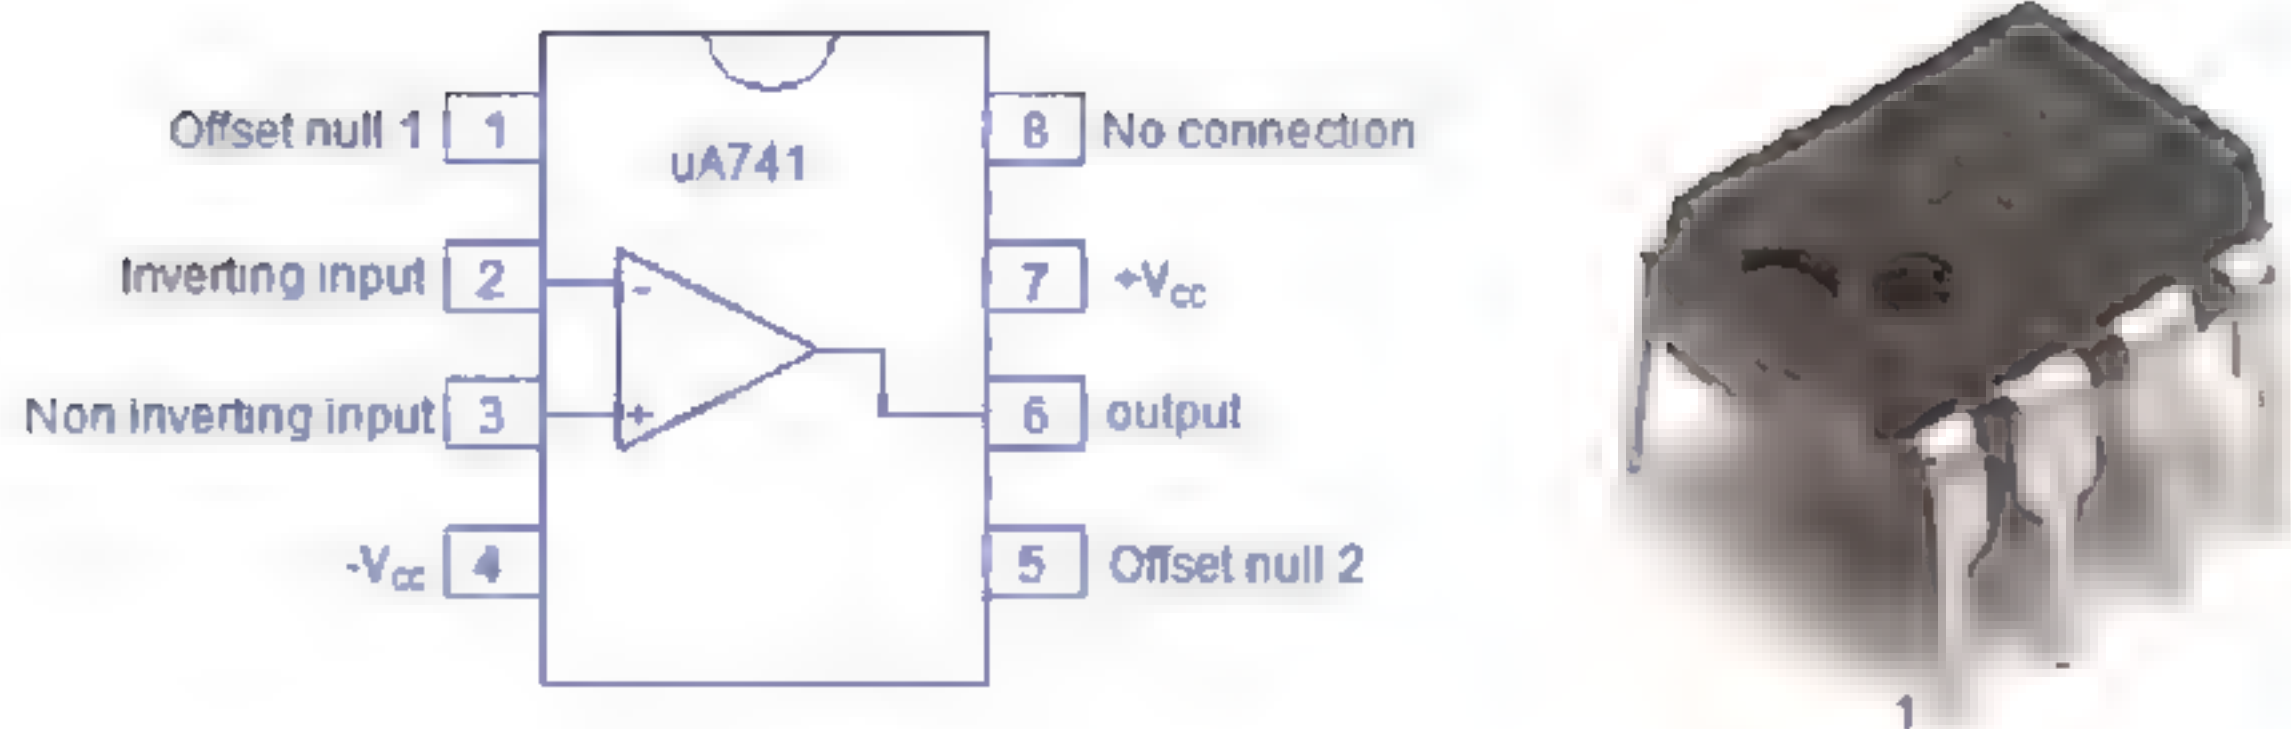 Offset null 1 1
8 No connection
uA741
Inverting input 2
-
7 +Vcc
Non inverting input 3
+
6 output
-Vcc 4
5 Offset null 2
1